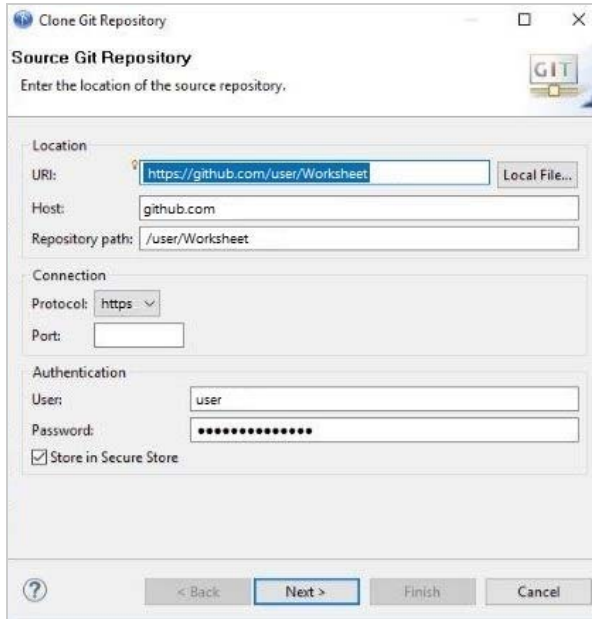 Clone Git Repository
Source Git Repository
Enter the location of the source repository.
GIT
Location
URI: https://github.com/user/Worksheet Local File...
Host: github.com
Repository path: /user/Worksheet
Connection
Protocol: https
Port:
Authentication
User: user
Password: ●●●●●●●●●●●●●●
Store in Secure Store
? < Back Next > Finish Cancel